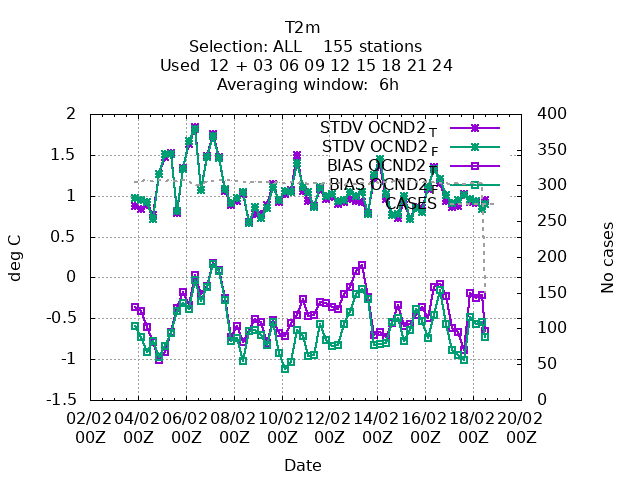 T2m
Selection: ALL    155 stations
Used  12 + 03 06 09 12 15 18 21 24
Averaging window:  6h
STDV OCND2 T
STDV OCND2 F
BIAS OCND2 T
BIAS OCND2 F
CASES
deg C
2
1.5
1
0.5
0
-0.5
-1
-1.5
400
350
300
250
200
150
100
50
0
No cases
02/02 04/02 06/02 08/02 10/02 12/02 14/02 16/02 18/02 20/02
00Z 00Z 00Z 00Z 00Z 00Z 00Z 00Z 00Z 00Z
Date